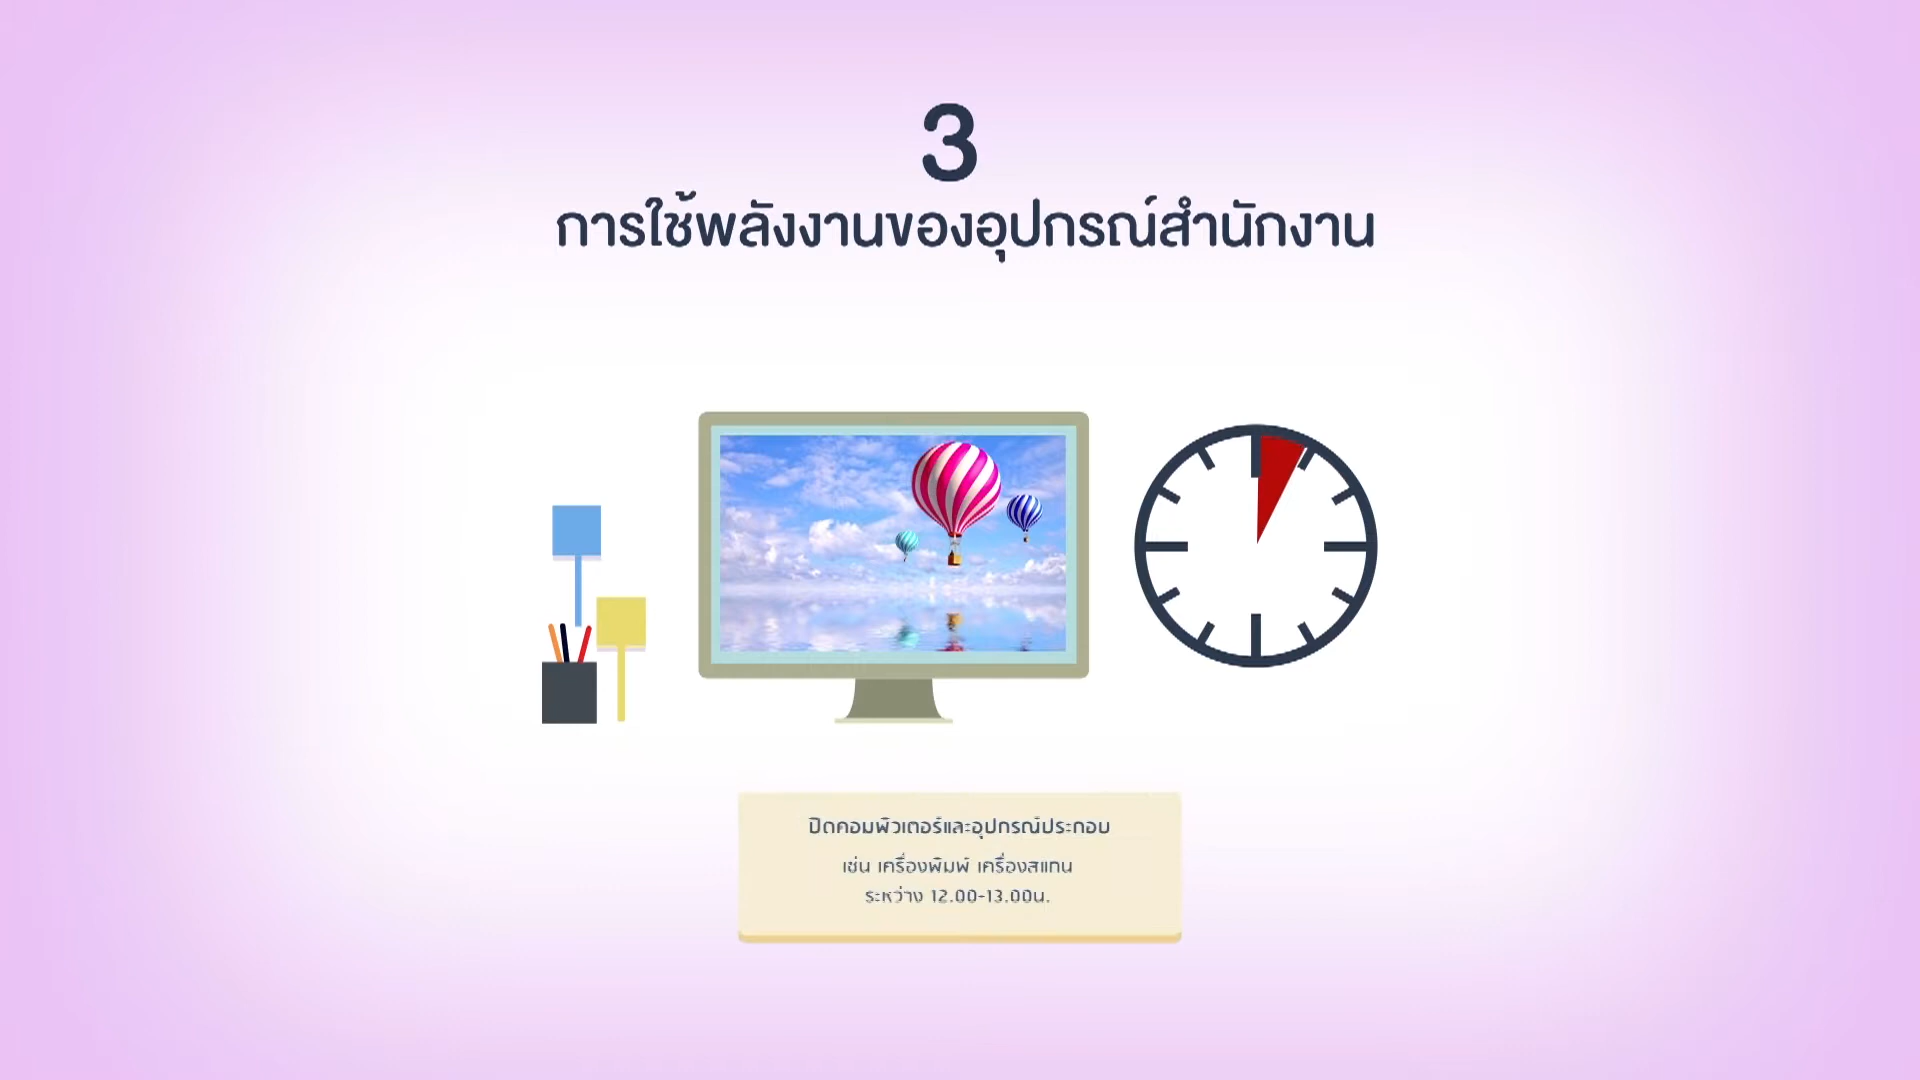 3
การใช้พลังงานของอุปกรณ์สำนักงาน
ปิดคอมพิวเตอร์และอุปกรณ์ประกอบ
เช่น เครื่องพิมพ์ เครื่องสแกน
ระหว่าง 12.00-13.00น.